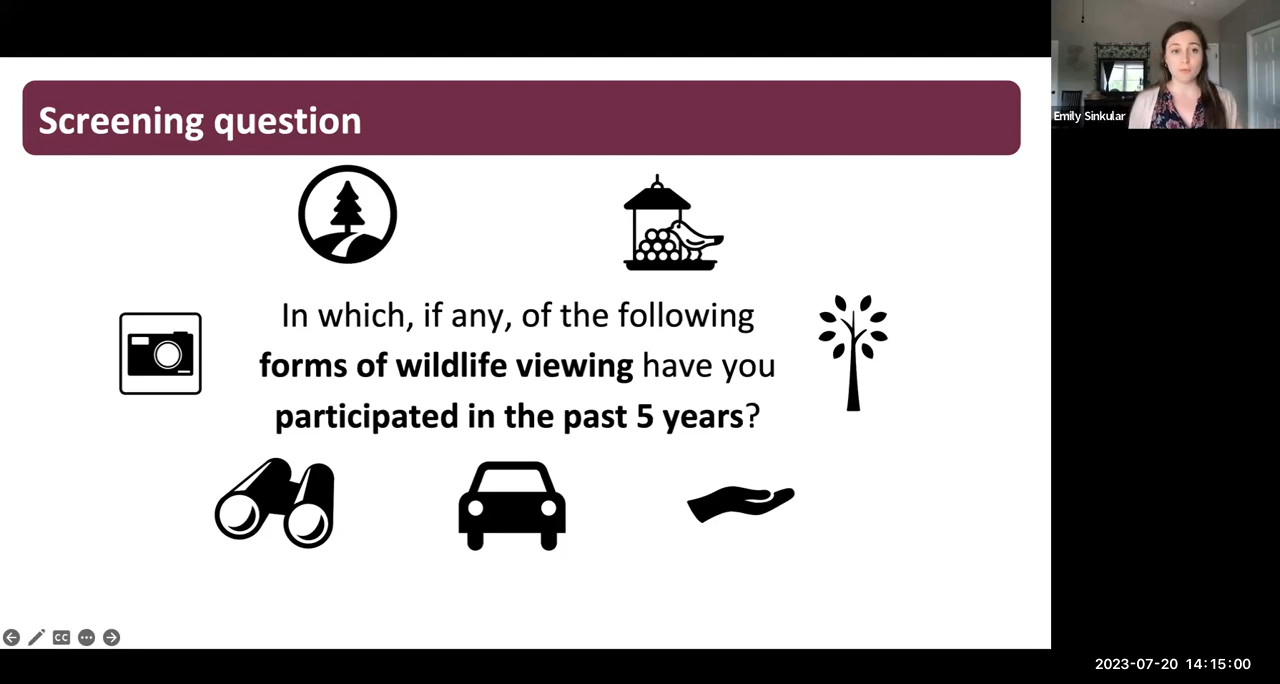 Screening question
In which, if any, of the following
forms of wildlife viewing have you
participated in the past 5 years?
Emily Sinkular
CC
2023-07-20 14:15:00